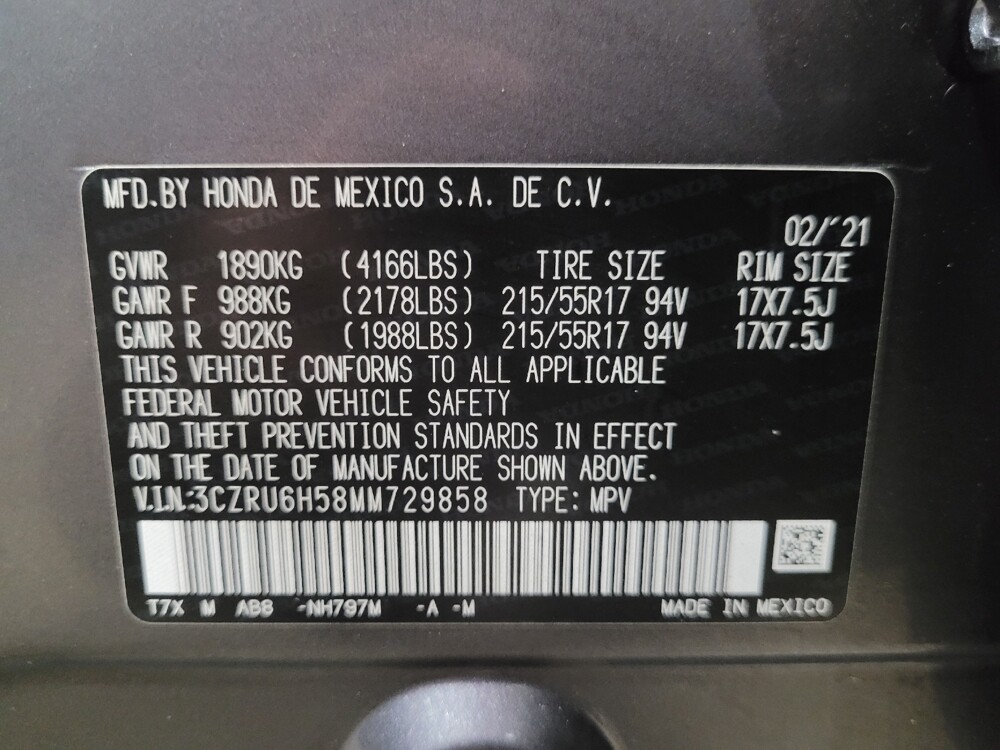 MFD.BY HONDA DE MEXICO S.A. DE C.V.
02/'21
GVWR 1890KG (4166LBS) TIRE SIZE RIM SIZE
GAWR F 988KG (2178LBS) 215/55R17 94V 17X7.5J
GAWR R 902KG (1988LBS) 215/55R17 94V 17X7.5J
THIS VEHICLE CONFORMS TO ALL APPLICABLE
FEDERAL MOTOR VEHICLE SAFETY
AND THEFT PREVENTION STANDARDS IN EFFECT
ON THE DATE OF MANUFACTURE SHOWN ABOVE.
V.I.N:3CZRU6H58MM729858 TYPE: MPV
T7X M AB8 -NH797M -A -M MADE IN MEXICO